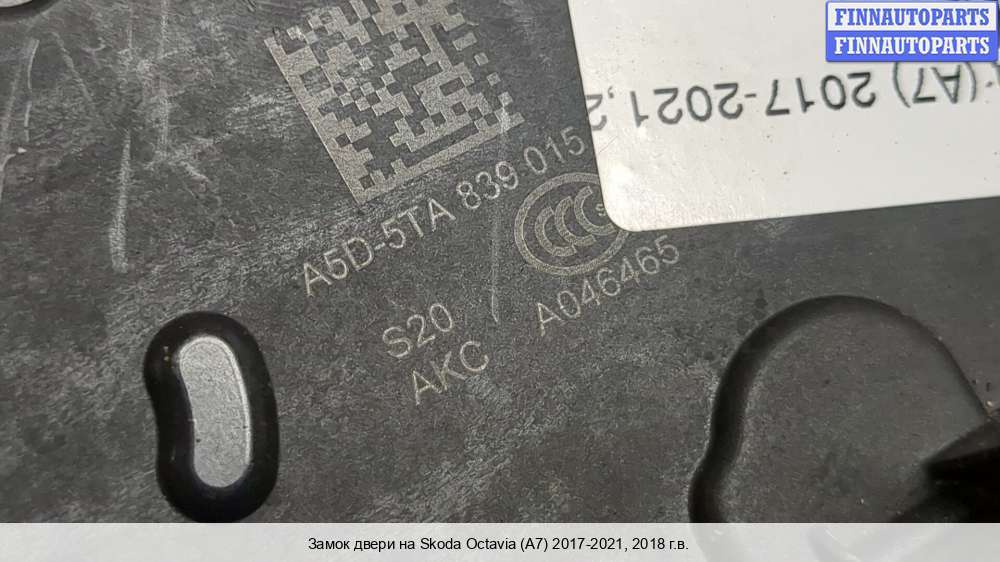 FINNAUTOPARTS
FINNAUTOPARTS
(A7) 2017-2021,
A5D-5TA 839 015
CCC
S20
A046465
AKC
Замок двери на Skoda Octavia (A7) 2017-2021, 2018 г.в.